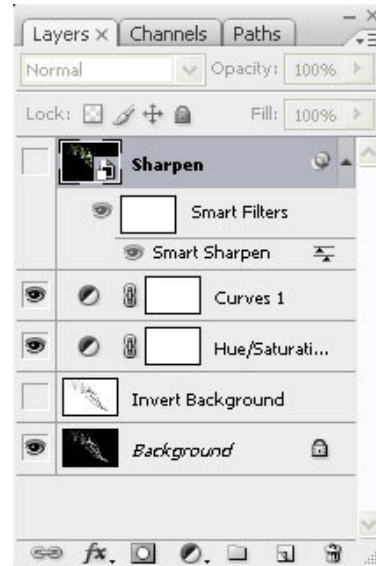 Layers × Channels Paths
Normal Opacity: 100%
Lock: Fill: 100%
Sharpen
Smart Filters
Smart Sharpen
Curves 1
Hue/Saturati...
Invert Background
Background
fx.